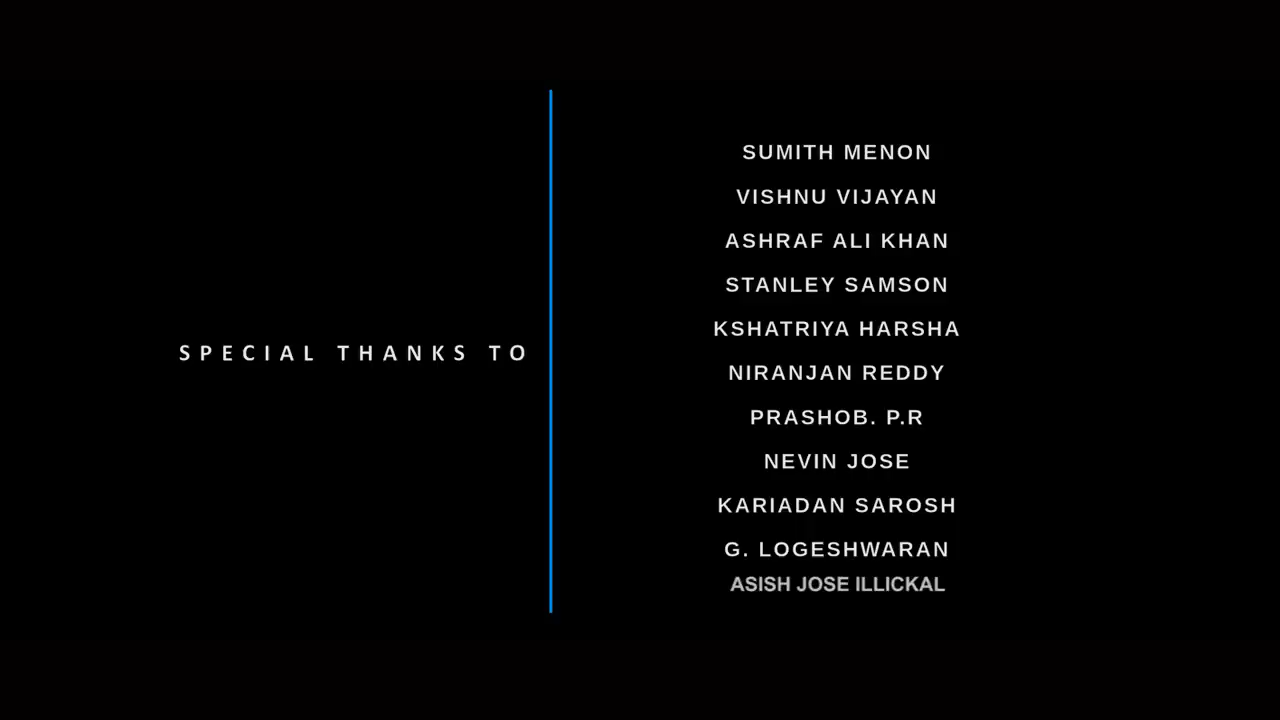 SPECIAL THANKS TO
SUMITH MENON
VISHNU VIJAYAN
ASHRAF ALI KHAN
STANLEY SAMSON
KSHATRIYA HARSHA
NIRANJAN REDDY
PRASHOB. P.R
NEVIN JOSE
KARIADAN SAROSH
G. LOGESHWARAN
ASISH JOSE ILLICKAL